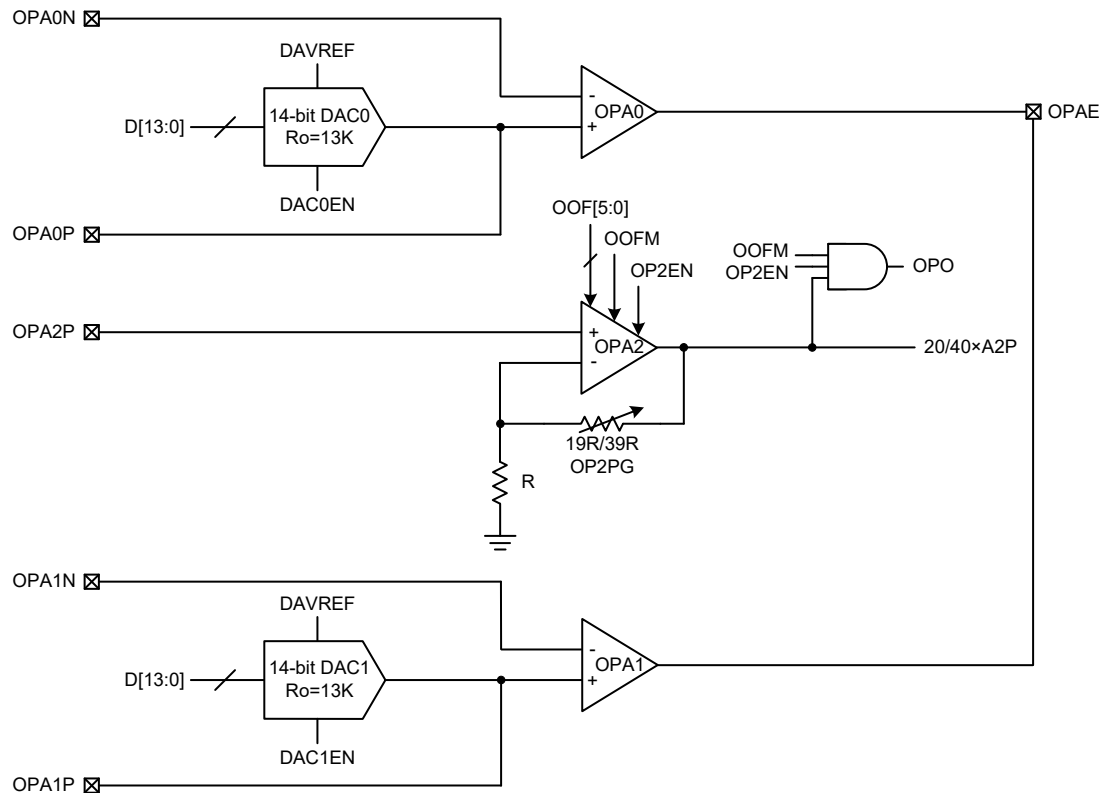 OPA0N
DAVREF
D[13:0]
14-bit DAC0
Ro=13K
DAC0EN
-
OPA0
+
OPAE
OPA0P
OOF[5:0]
OOFM
OP2EN
OOFM
OP2EN
OPO
OPA2P
+
OPA2
-
20/40×A2P
19R/39R
OP2PG
R
OPA1N
DAVREF
D[13:0]
14-bit DAC1
Ro=13K
DAC1EN
-
OPA1
+
OPA1P